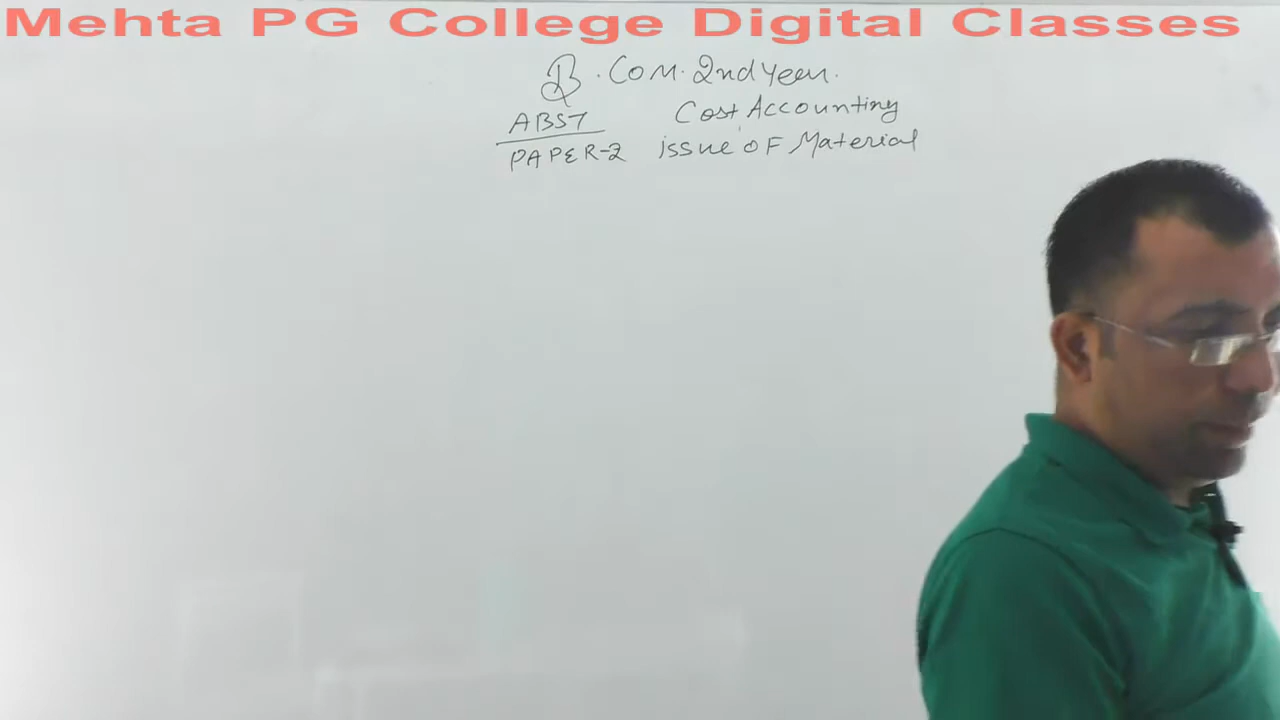 Mehta PG College Digital Classes
B.Com. 2nd Year.
ABST Cost Accounting
PAPER-2 issue of Material